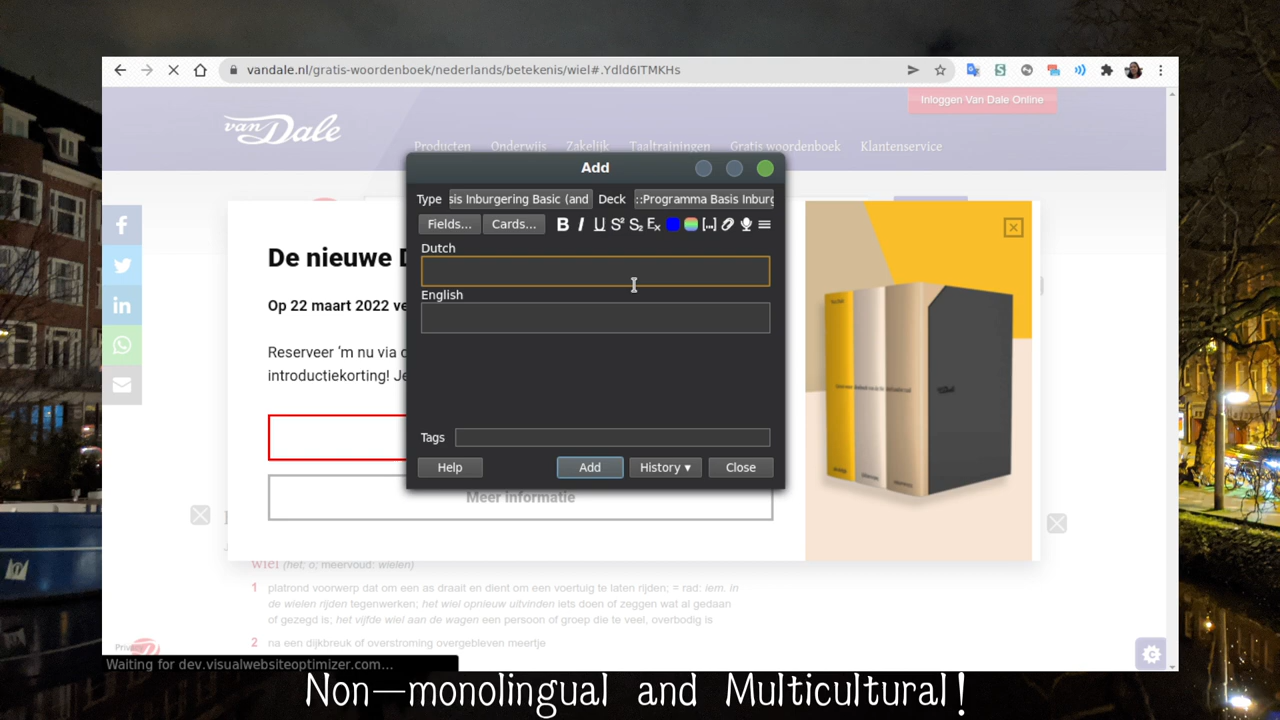 vandale.nl/gratis-woordenboek/nederlands/betekenis/wiel#.Ydld6ITMKHs
Inloggen Van Dale Online
van Dale
Producten Onderwijs Zakelijk Taaltrainingen Gratis woordenboek Klantenservice
Add
Type sis Inburgering Basic (and Deck ::Programma Basis Inburg
Fields... Cards...
Dutch
English
Tags
Help Add History ▾ Close
De nieuwe D
Op 22 maart 2022 ve
Reserveer 'm nu via d
introductiekorting! Je
Meer informatie
wiel (het; o; meervoud: wielen)
1 platrond voorwerp dat om een as draait en dient om een voertuig te laten rijden; = rad: iem. in
de wielen rijden tegenwerken; het wiel opnieuw uitvinden iets doen of zeggen wat al gedaan
of gezegd is; het vijfde wiel aan de wagen een persoon of groep die te veel, overbodig is
2 na een dijkbreuk of overstroming overgebleven meertje
Waiting for dev.visualwebsiteoptimizer.com...
Non-monolingual and Multicultural!